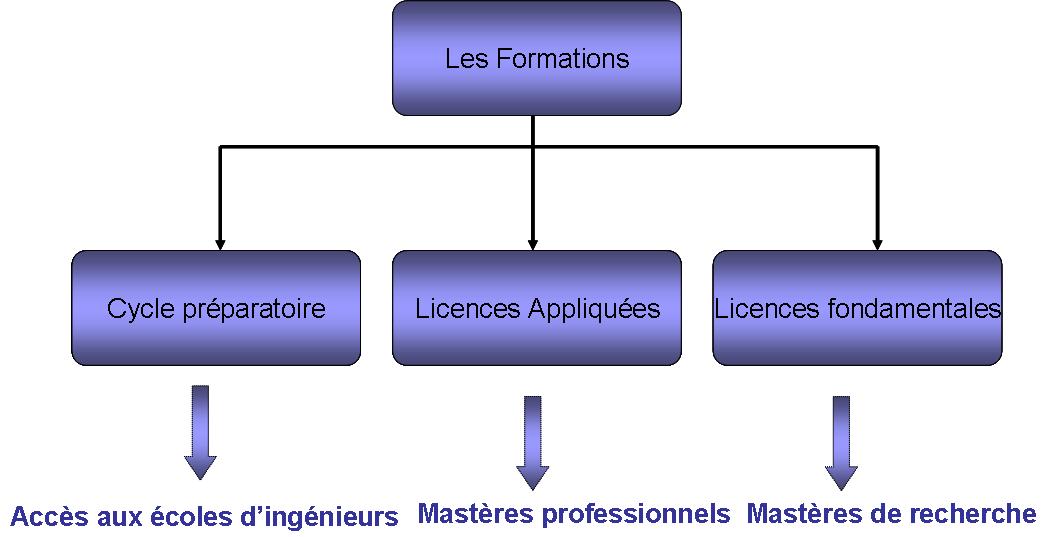 Les Formations
Cycle préparatoire
Licences Appliquées
Licences fondamentales
Accès aux écoles d’ingénieurs
Mastères professionnels
Mastères de recherche